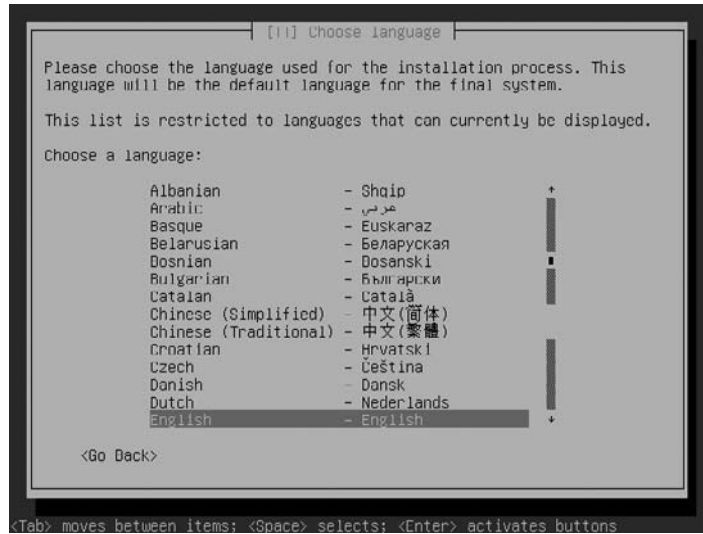 [!!] Choose language
Please choose the language used for the installation process. This
language will be the default language for the final system.
This list is restricted to languages that can currently be displayed.
Choose a language:
Albanian - Shqip
Arabic - عربي
Basque - Euskaraz
Belarusian - Беларуская
Bosnian - Bosanski
Bulgarian - Български
Catalan - Català
Chinese (Simplified) - 中文(简体)
Chinese (Traditional) - 中文(繁體)
Croatian - Hrvatski
Czech - Čeština
Danish - Dansk
Dutch - Nederlands
English - English
<Go Back>
<Tab> moves between items; <Space> selects; <Enter> activates buttons